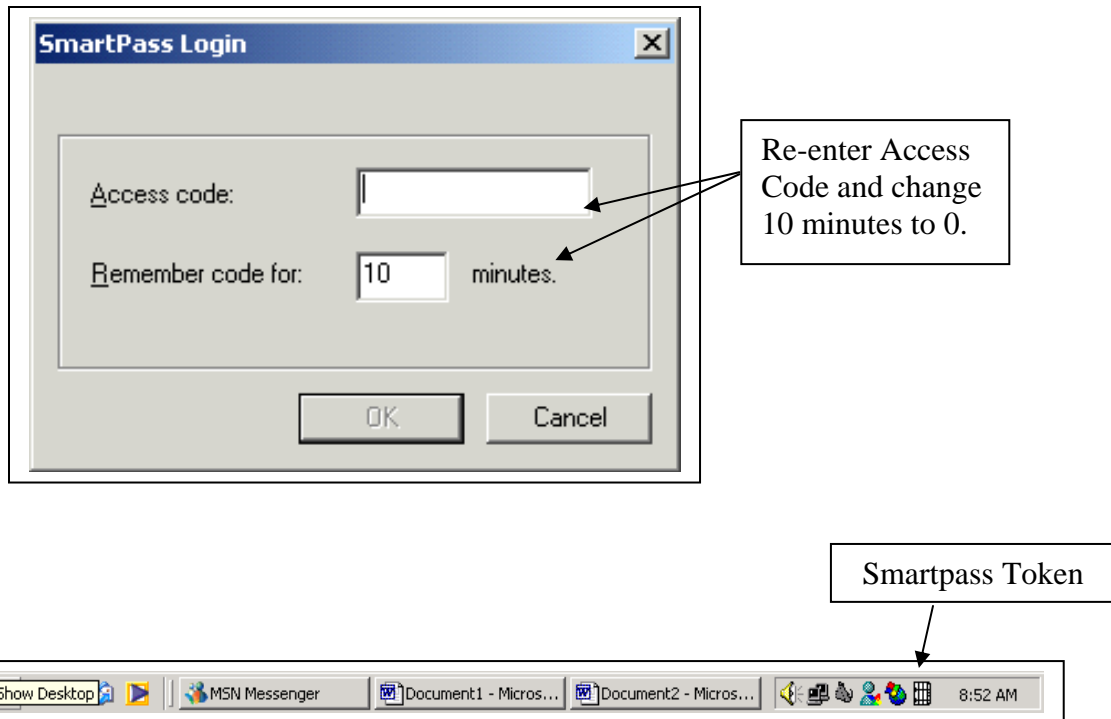 SmartPass Login
Access code:
Re-enter Access
Code and change
10 minutes to 0.
Remember code for: 10 minutes.
OK Cancel
Smartpass Token
Show Desktop MSN Messenger Document1 - Micros... Document2 - Micros... 8:52 AM